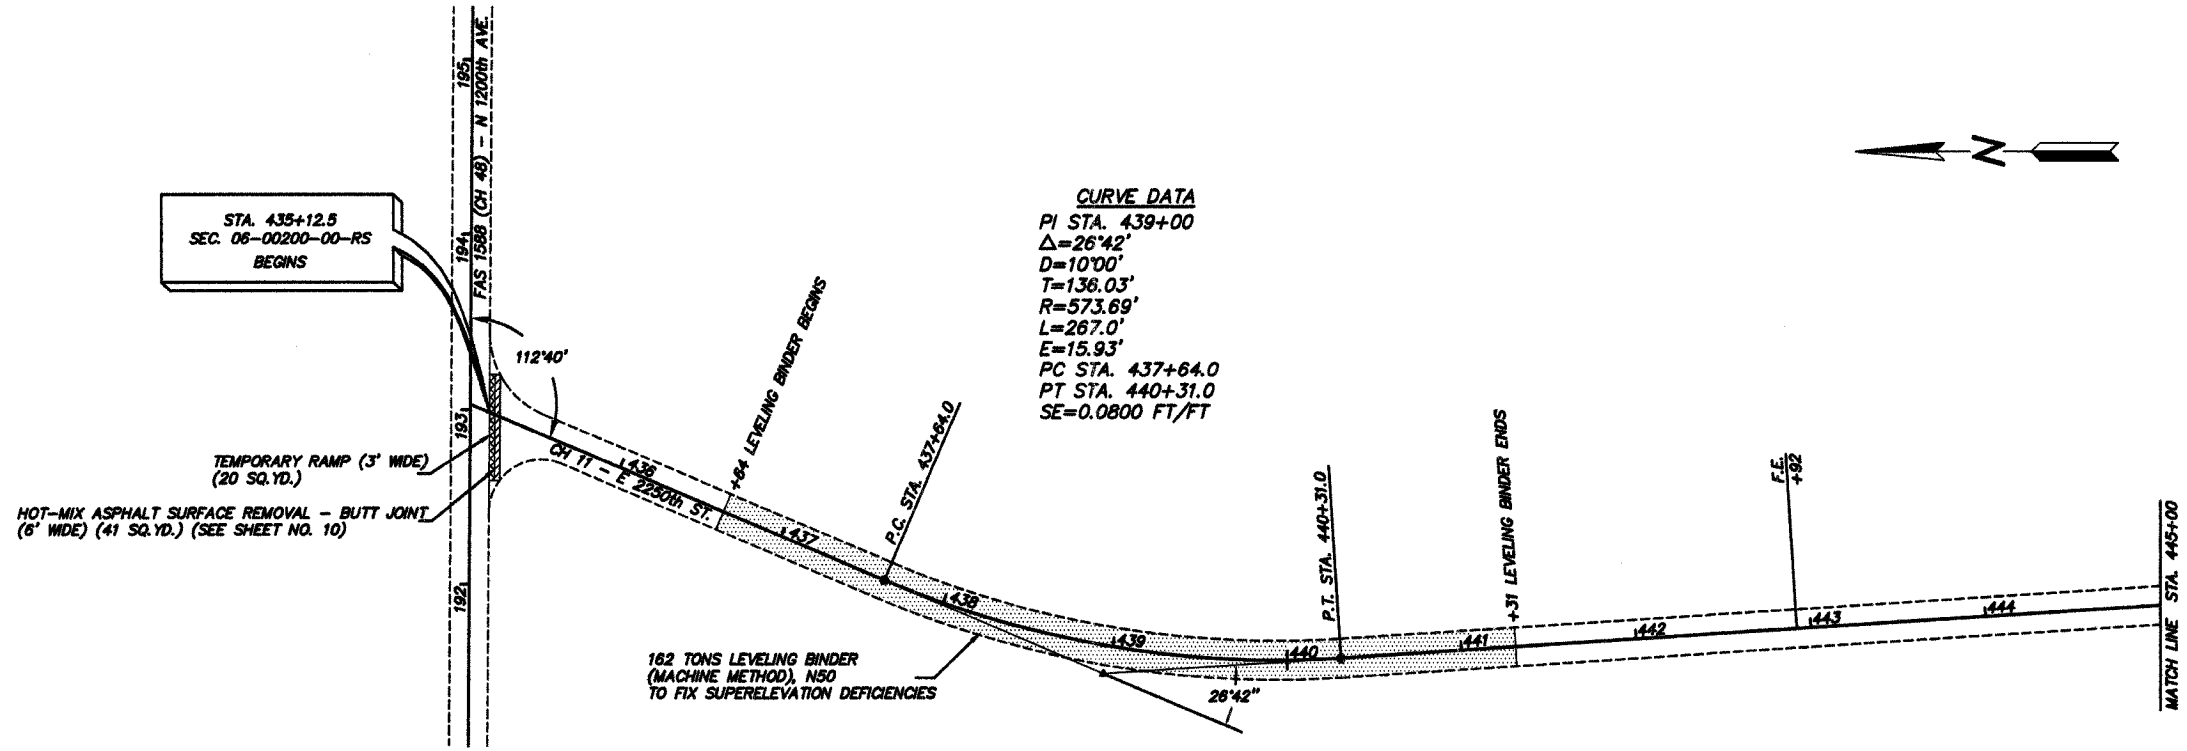 STA. 435+12.5
SEC. 06-00200-00-RS
BEGINS
195
194
193
192
FAS 1588 (CH 48) - N 1200th AVE.
112°40'
TEMPORARY RAMP (3' WIDE)
(20 SQ.YD.)
HOT-MIX ASPHALT SURFACE REMOVAL - BUTT JOINT
(6' WIDE) (41 SQ.YD.) (SEE SHEET NO. 10)
CH 11 - E 2250th ST.
436
+64 LEVELING BINDER BEGINS
437
P.C. STA. 437+64.0
438
162 TONS LEVELING BINDER
(MACHINE METHOD), N50
TO FIX SUPERELEVATION DEFICIENCIES
CURVE DATA
PI STA. 439+00
Δ=26°42'
D=10°00'
T=136.03'
R=573.69'
L=267.0'
E=15.93'
PC STA. 437+64.0
PT STA. 440+31.0
SE=0.0800 FT/FT
439
26°42"
440
P.T. STA. 440+31.0
441
+31 LEVELING BINDER ENDS
442
F.E.
+92
443
444
MATCH LINE STA. 445+00
N